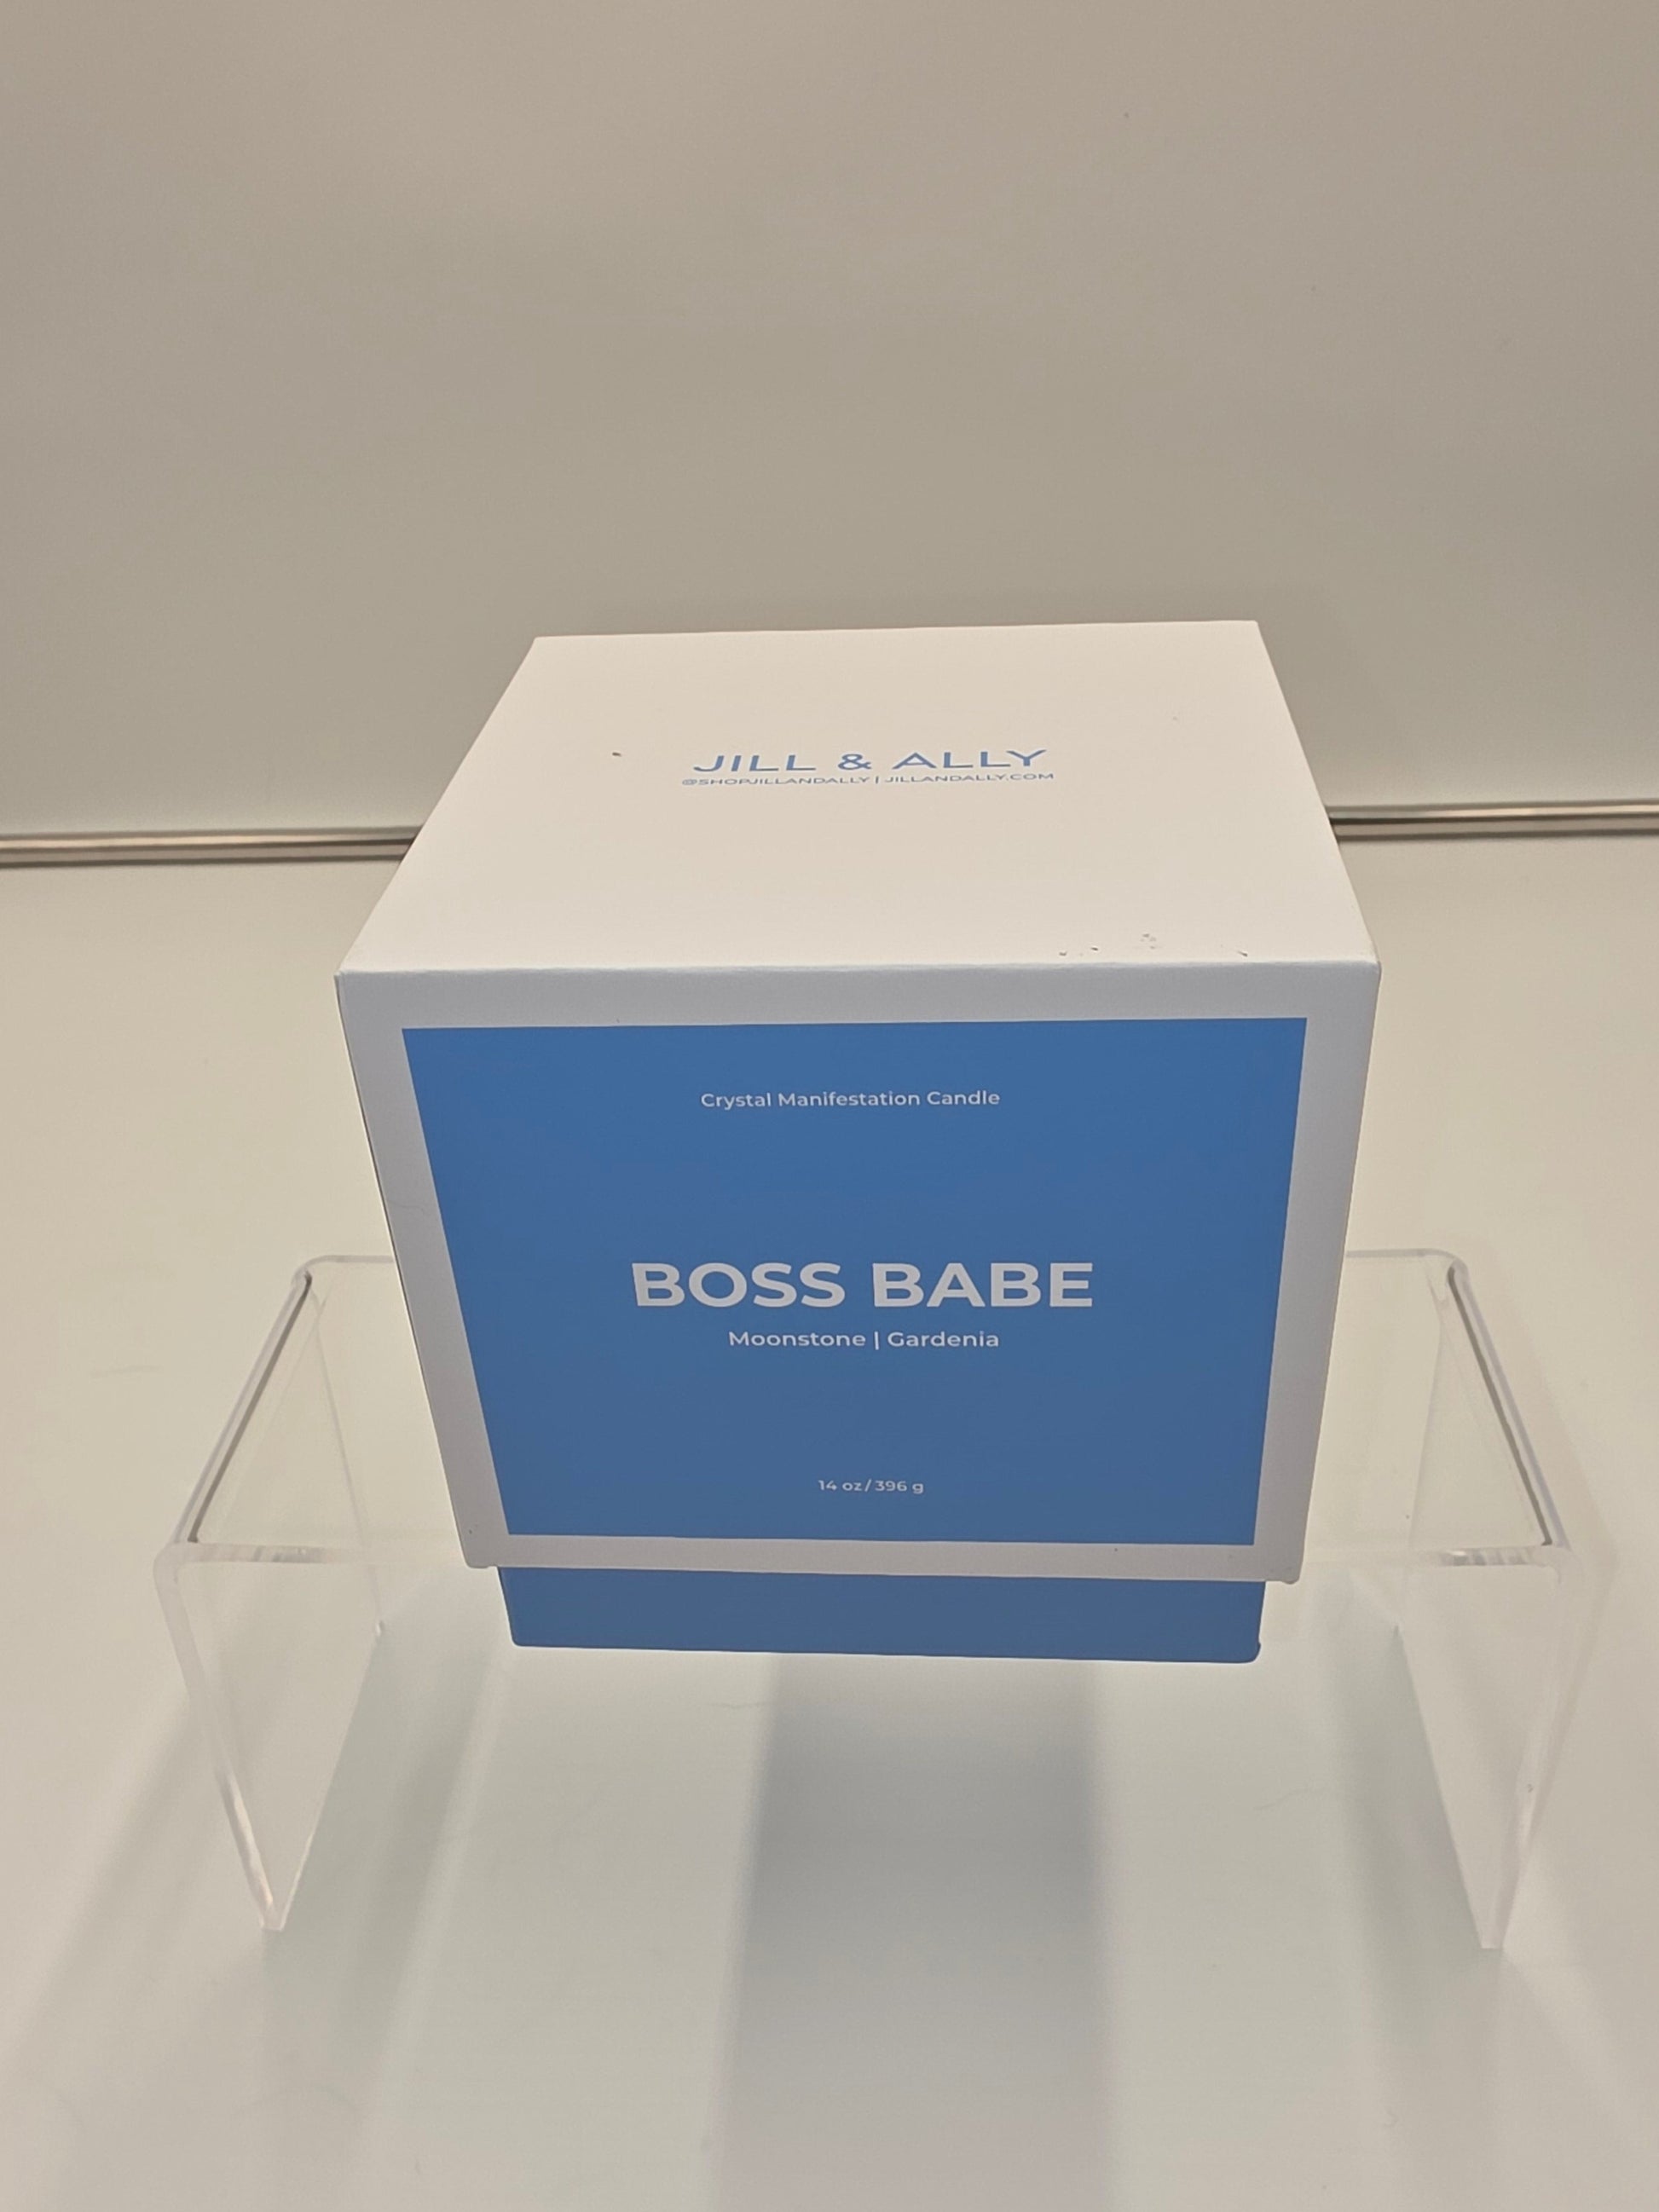 JILL & ALLY
@SHOPJILLANDALLY | JILLANDALLY.COM
Crystal Manifestation Candle
BOSS BABE
Moonstone | Gardenia
14 oz / 396 g